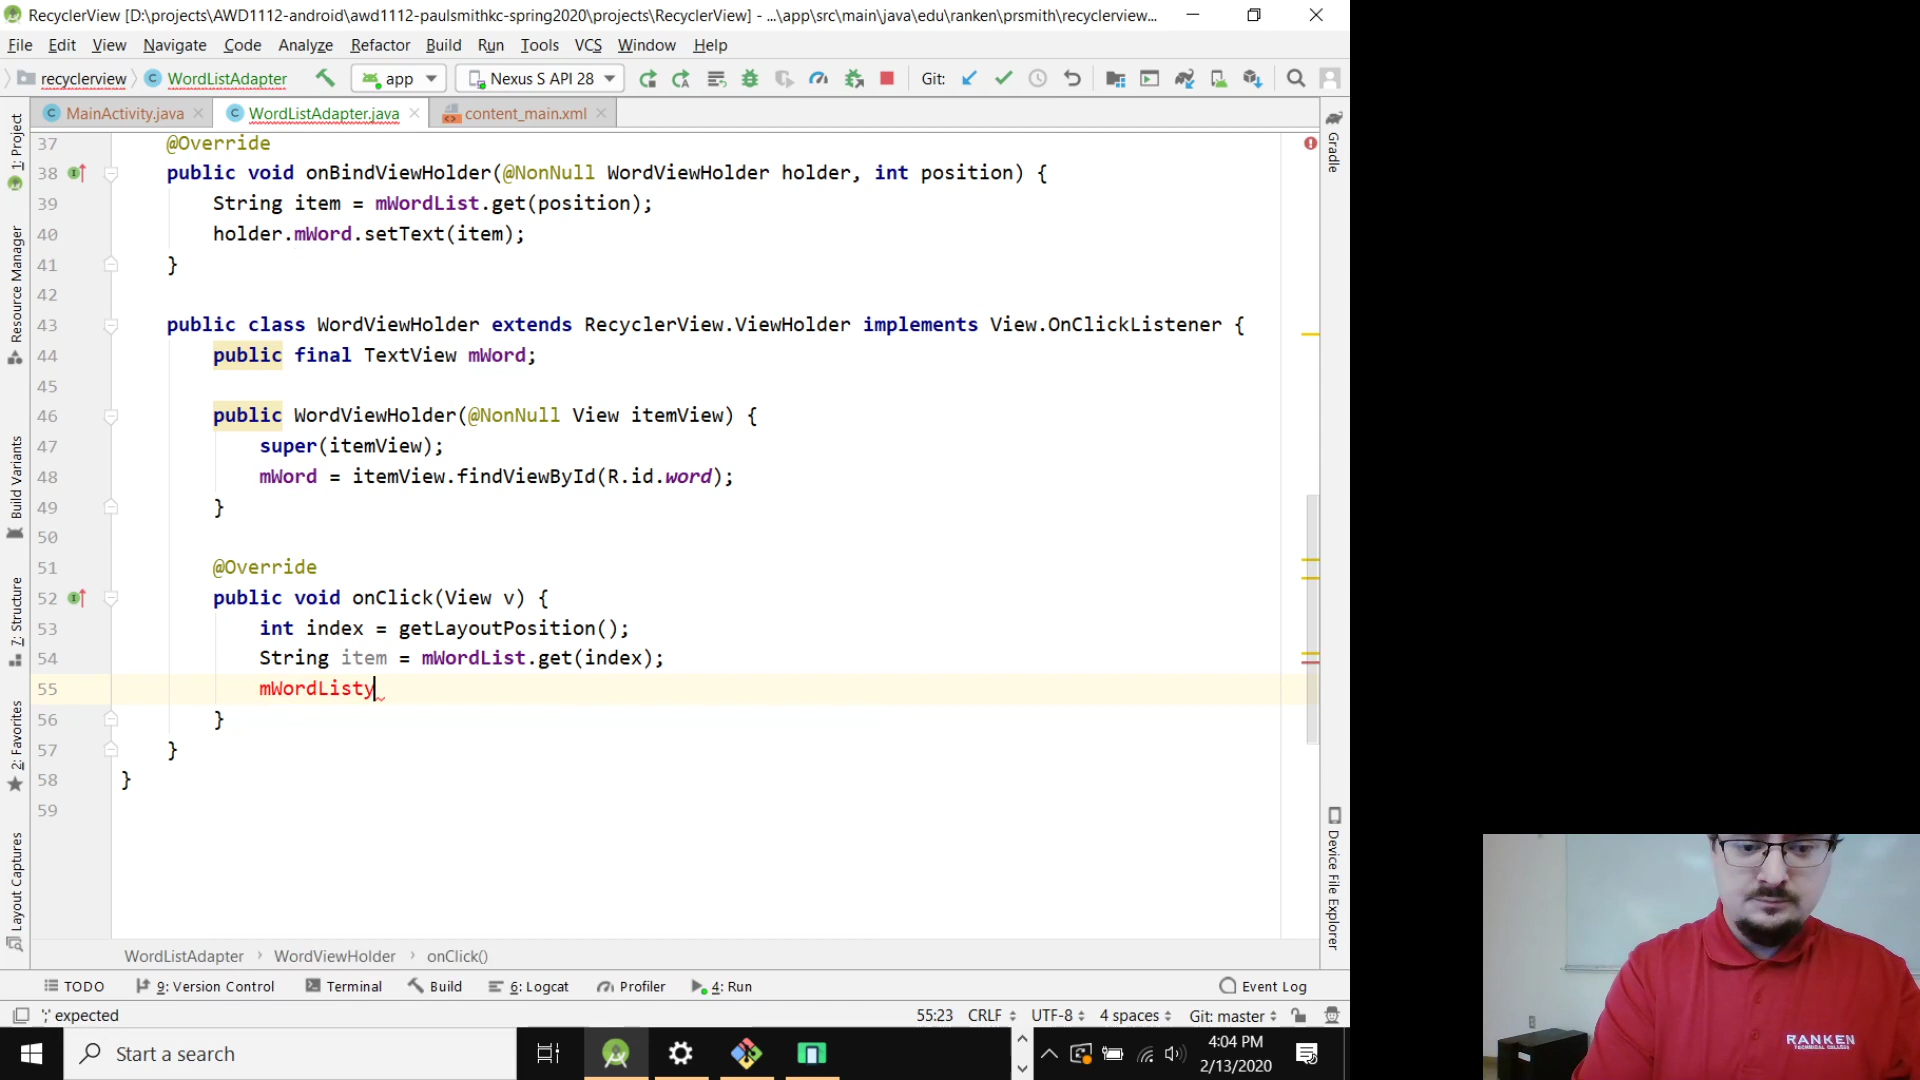 RecyclerView [D:\projects\AWD1112-android\awd1112-paulsmithkc-spring2020\projects\RecyclerView] - ...\app\src\main\java\edu\ranken\prsmith\recyclerview...
File Edit View Navigate Code Analyze Refactor Build Run Tools VCS Window Help
recyclerview WordListAdapter app Nexus S API 28 Git:
MainActivity.java WordListAdapter.java content_main.xml
37 @Override
38 public void onBindViewHolder(@NonNull WordViewHolder holder, int position) {
39 String item = mWordList.get(position);
40 holder.mWord.setText(item);
41 }
42
43 public class WordViewHolder extends RecyclerView.ViewHolder implements View.OnClickListener {
44 public final TextView mWord;
45
46 public WordViewHolder(@NonNull View itemView) {
47 super(itemView);
48 mWord = itemView.findViewById(R.id.word);
49 }
50
51 @Override
52 public void onClick(View v) {
53 int index = getLayoutPosition();
54 String item = mWordList.get(index);
55 mWordListy
56 }
57 }
58 }
59
1: Project
Resource Manager
Build Variants
7: Structure
2: Favorites
Layout Captures
Gradle
Device File Explorer
WordListAdapter › WordViewHolder › onClick()
TODO 9: Version Control Terminal Build 6: Logcat Profiler 4: Run Event Log
';' expected 55:23 CRLF UTF-8 4 spaces Git: master
Start a search
4:04 PM
2/13/2020
RANKEN
TECHNICAL COLLEGE